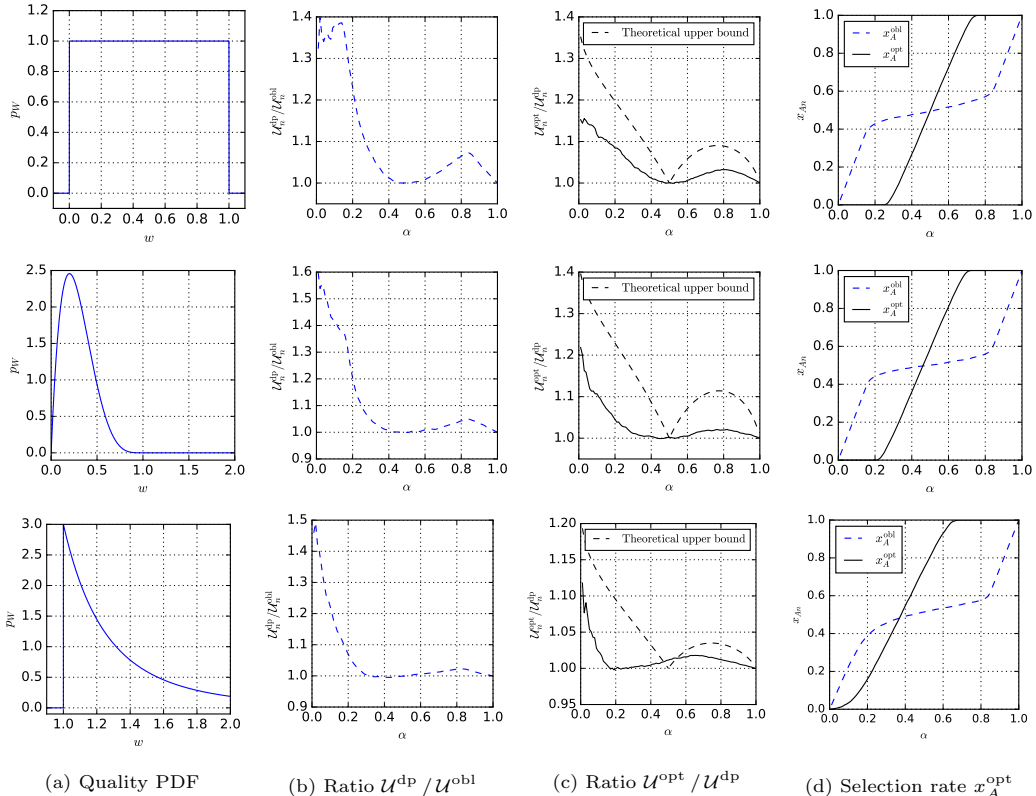 1.2
1.0
0.8
0.6
0.4
0.2
0.0
p_W
0.0 0.2 0.4 0.6 0.8 1.0
w
1.4
1.3
1.2
1.1
1.0
𝒰_n^dp/𝒰_n^obl
0.0 0.2 0.4 0.6 0.8 1.0
α
1.4
1.3
1.2
1.1
1.0
𝒰_n^opt/𝒰_n^dp
Theoretical upper bound
0.0 0.2 0.4 0.6 0.8 1.0
α
1.0
0.8
0.6
0.4
0.2
0.0
x_An
x_A^obl
x_A^opt
0.0 0.2 0.4 0.6 0.8 1.0
α
2.5
2.0
1.5
1.0
0.5
0.0
p_W
0.0 0.5 1.0 1.5 2.0
w
1.6
1.5
1.4
1.3
1.2
1.1
1.0
0.9
𝒰_n^dp/𝒰_n^obl
0.0 0.2 0.4 0.6 0.8 1.0
α
1.4
1.3
1.2
1.1
1.0
𝒰_n^opt/𝒰_n^dp
Theoretical upper bound
0.0 0.2 0.4 0.6 0.8 1.0
α
1.0
0.8
0.6
0.4
0.2
0.0
x_An
x_A^obl
x_A^opt
0.0 0.2 0.4 0.6 0.8 1.0
α
3.0
2.5
2.0
1.5
1.0
0.5
0.0
p_W
1.0 1.2 1.4 1.6 1.8 2.0
w
1.5
1.4
1.3
1.2
1.1
1.0
0.9
𝒰_n^dp/𝒰_n^obl
0.0 0.2 0.4 0.6 0.8 1.0
α
1.20
1.15
1.10
1.05
1.00
0.95
𝒰_n^opt/𝒰_n^dp
Theoretical upper bound
0.0 0.2 0.4 0.6 0.8 1.0
α
1.0
0.8
0.6
0.4
0.2
0.0
x_An
x_A^obl
x_A^opt
0.0 0.2 0.4 0.6 0.8 1.0
α
(a) Quality PDF
(b) Ratio 𝒰^dp / 𝒰^obl
(c) Ratio 𝒰^opt / 𝒰^dp
(d) Selection rate x_A^opt